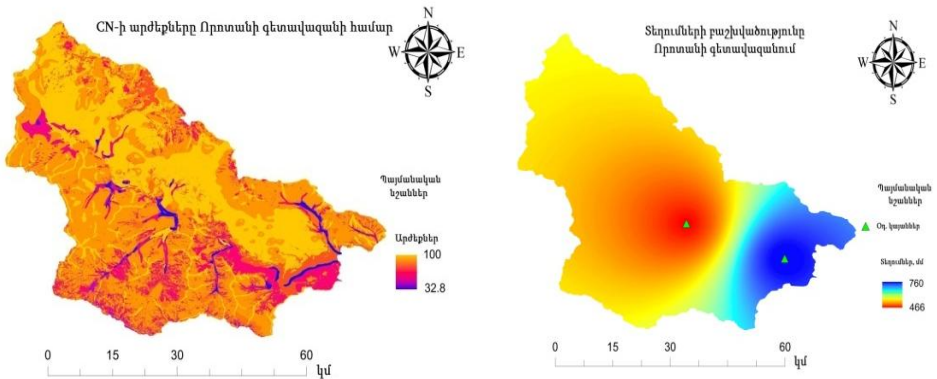 CN-ի արժեքները Որոտանի գետավազանի համար
N
W E
S
Պայմանական
նշաններ
Արժեքներ
100
32.8
0 15 30 60
կմ
Տեղումների բաշխվածությունը
Որոտանի գետավազանում
N
W E
S
Պայմանական
նշաններ
Օդ. կայաններ
Տեղումներ, մմ
760
466
0 15 30 60
կմ